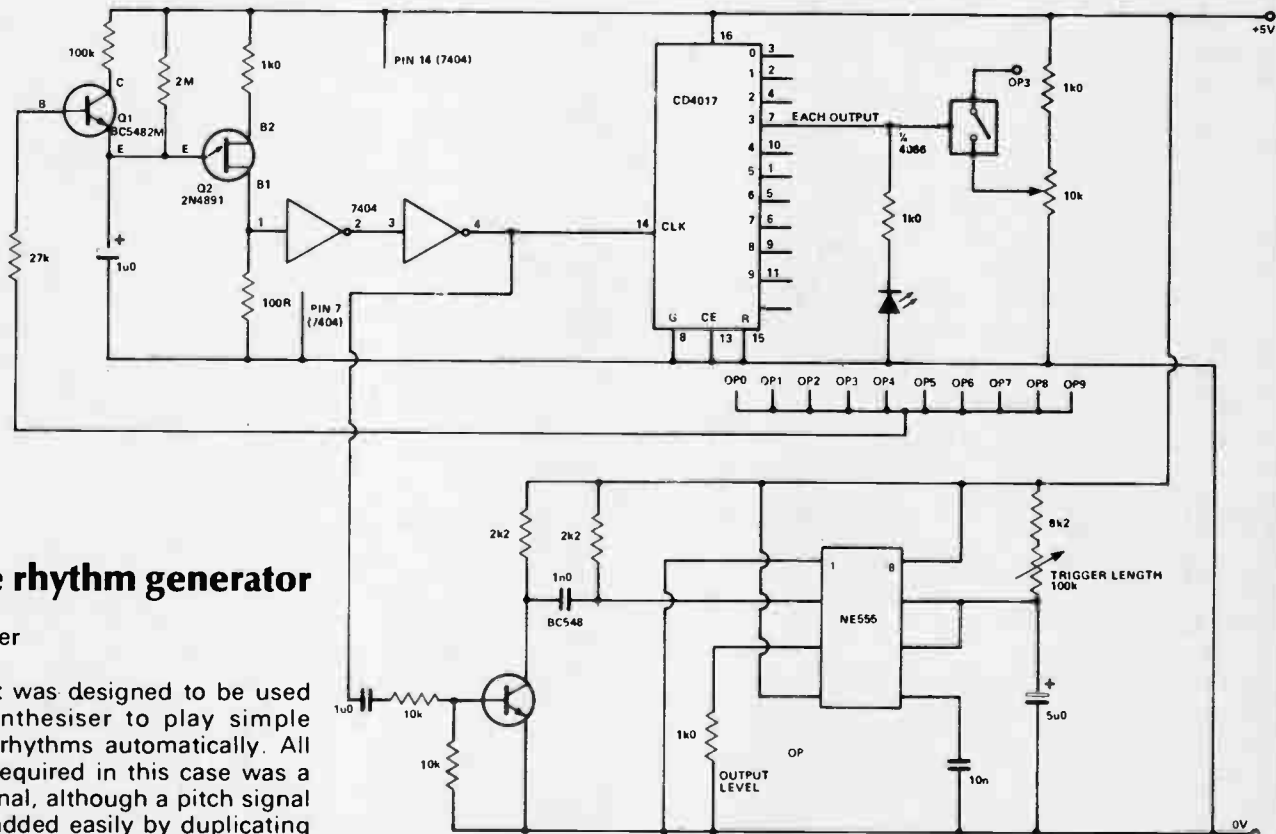 +5V
100k
2M
1k0
PIN 14 (7404)
16
CD4017
0 3
1 2
2 4
3 7
4 10
5 1
6 5
7 6
8 9
9 11
EACH OUTPUT
¼
4066
OP3
1k0
10k
1k0
C
B
Q1
BC5482M
E
E
B2
Q2
2N4891
B1
1
7404
2
3
4
14 CLK
27k
+
1u0
100R
PIN 7
(7404)
G CE R
8 13 15
OP0 OP1 OP2 OP3 OP4 OP5 OP6 OP7 OP8 OP9
2k2
2k2
1n0
BC548
1
8
NE555
8k2
TRIGGER LENGTH
100k
+
5u0
1u0
10k
10k
1k0
OP
OUTPUT
LEVEL
10n
0V
rhythm generator
was designed to be used
to play simple
rhythms automatically. All
required in this case was a
although a pitch signal
added easily by duplicating